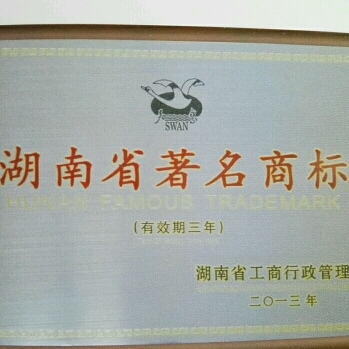 SWAN
湖南省著名商标
HUNAN FAMOUS TRADEMARK
(有效期三年)
湖南省工商行政管理
二〇一三年